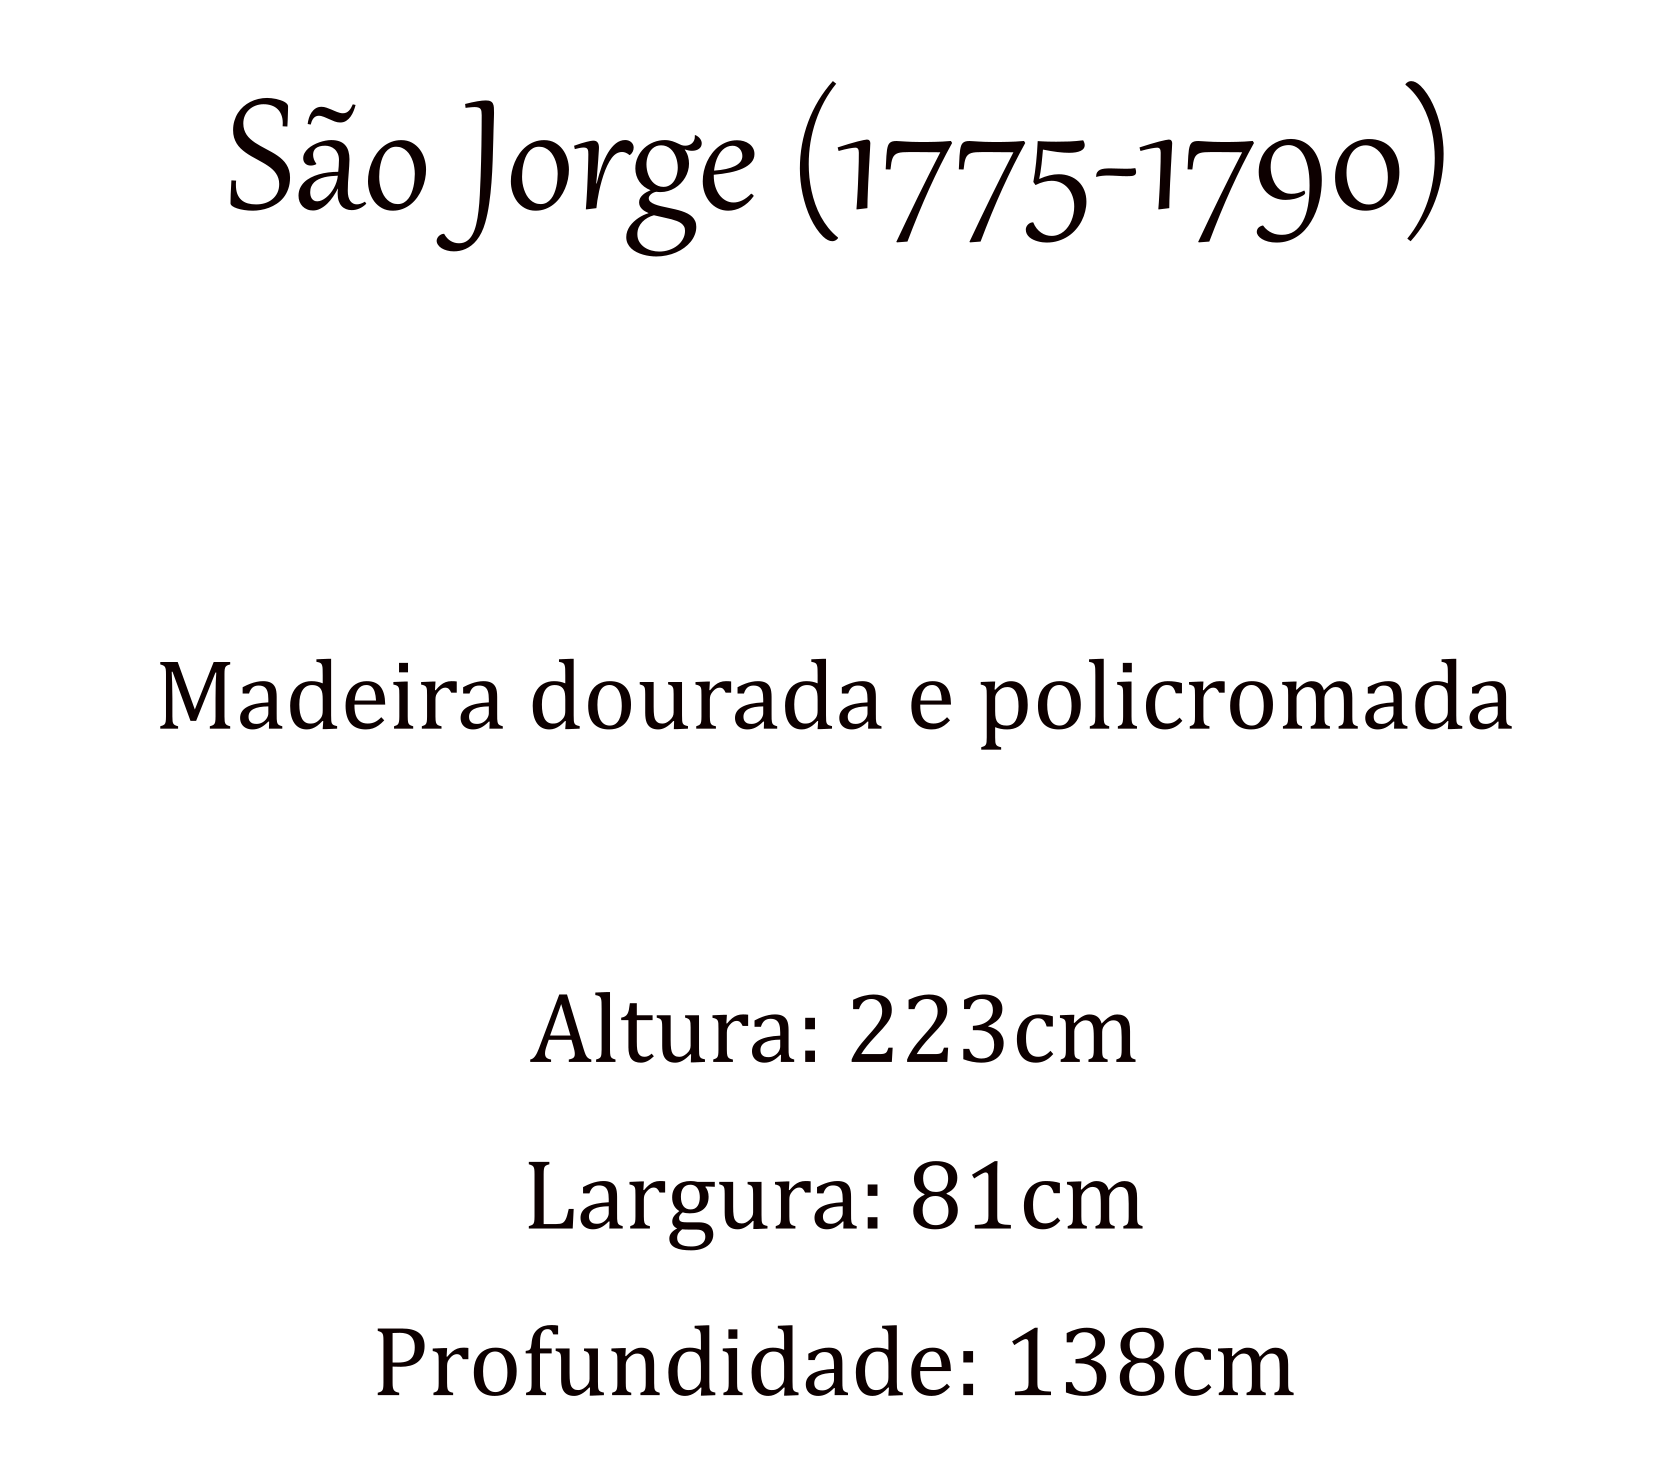 São Jorge (1775-1790)
Madeira dourada e policromada
Altura: 223cm
Largura: 81cm
Profundidade: 138cm